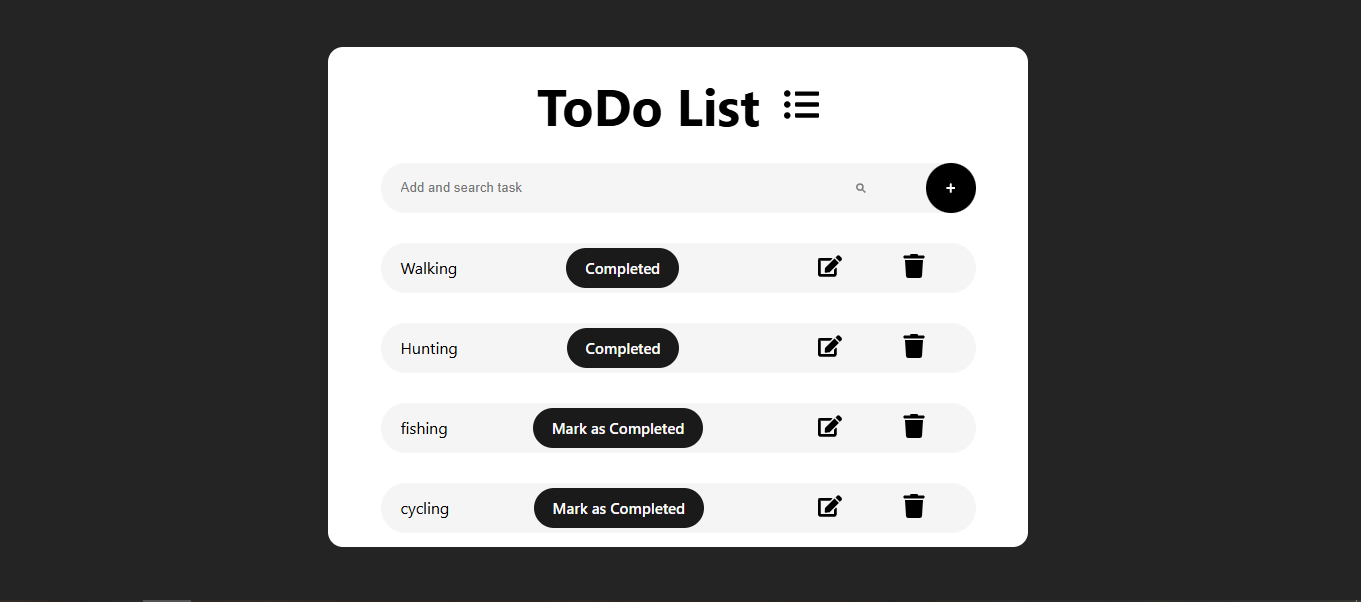 ToDo List
Add and search task
+
Walking Completed
Hunting Completed
fishing Mark as Completed
cycling Mark as Completed